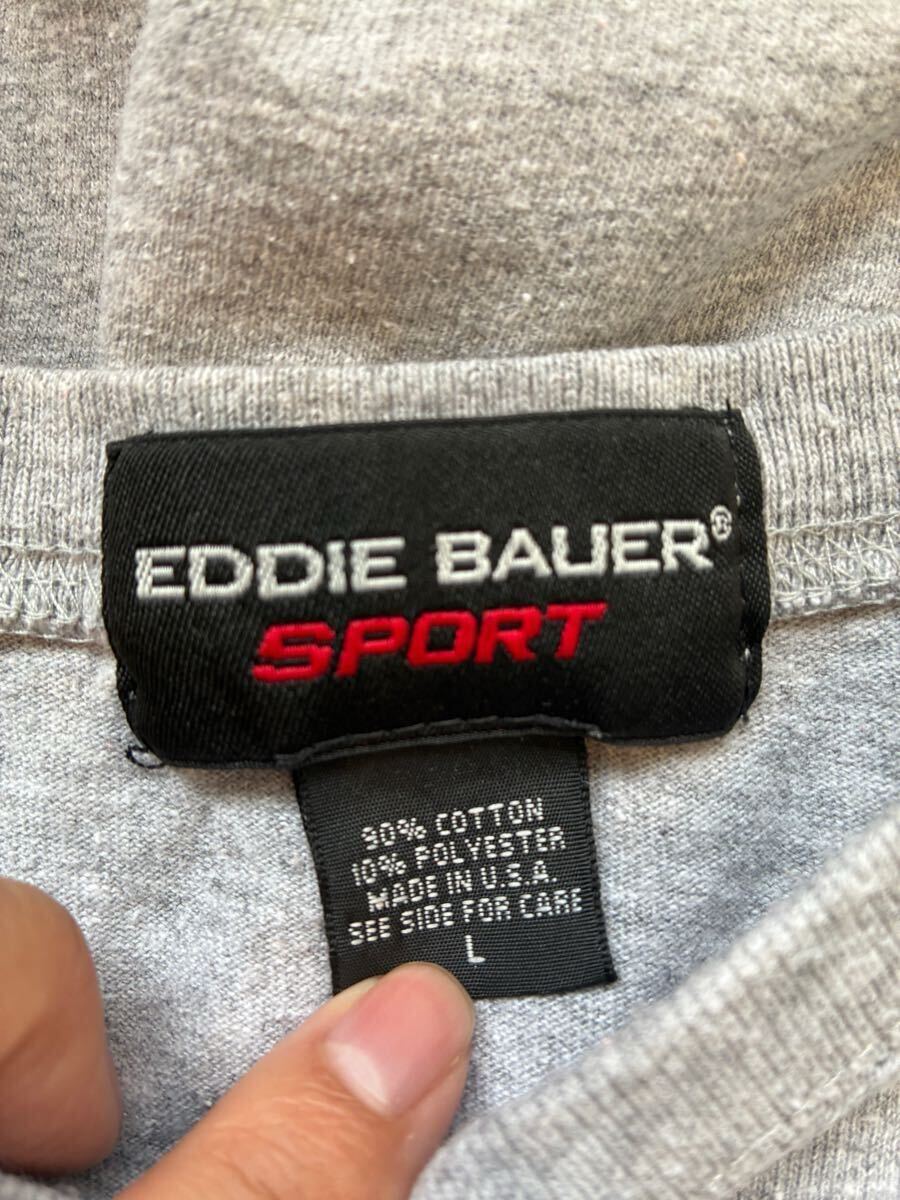 EDDIE BAUER®
SPORT
90% COTTON
10% POLYESTER
MADE IN U.S.A.
SEE SIDE FOR CARE
L